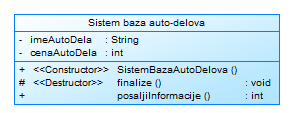 Sistem baza auto-delova
- imeAutoDela : String
- cenaAutoDela : int
+ <<Constructor>> SistemBazaAutoDelova ()
# <<Destructor>> finalize () : void
+ posaljiInformacije () : int